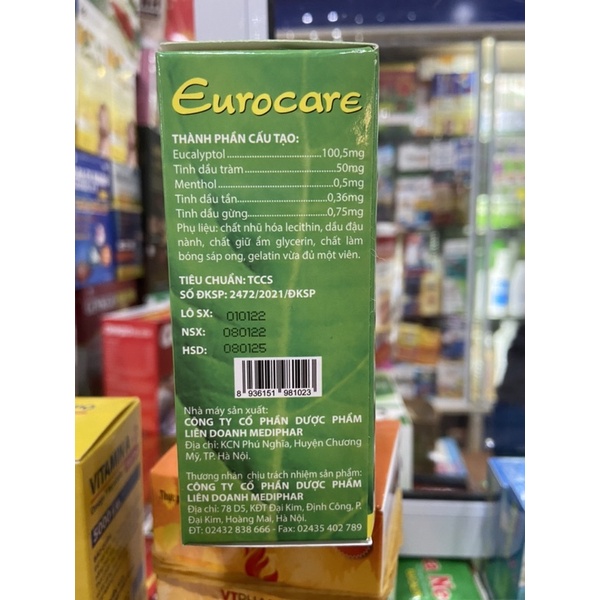 Eurocare
THÀNH PHẦN CẤU TẠO:
Eucalyptol............................100,5mg
Tinh dầu tràm............................50mg
Menthol............................0,5mg
Tinh dầu tần............................0,36mg
Tinh dầu gừng............................0,75mg
Phụ liệu: chất nhũ hóa lecithin, dầu đậu
nành, chất giữ ẩm glycerin, chất làm
bóng sáp ong, gelatin vừa đủ một viên.
TIÊU CHUẨN: TCCS
SỐ ĐKSP: 2472/2021/ĐKSP
LÔ SX: 010122
NSX: 080122
HSD: 080125
8 936151 981023
Nhà máy sản xuất:
CÔNG TY CỔ PHẦN DƯỢC PHẨM
LIÊN DOANH MEDIPHAR
Địa chỉ: KCN Phú Nghĩa, Huyện Chương
Mỹ, TP. Hà Nội.
Thương nhân chịu trách nhiệm sản phẩm:
CÔNG TY CỔ PHẦN DƯỢC PHẨM
LIÊN DOANH MEDIPHAR
Địa chỉ: 78 D5, KĐT Đại Kim, Định Công, P.
Đại Kim, Hoàng Mai, Hà Nội.
ĐT: 02432 838 666 - Fax: 02435 402 789
VITAMIN A
5000 I.U